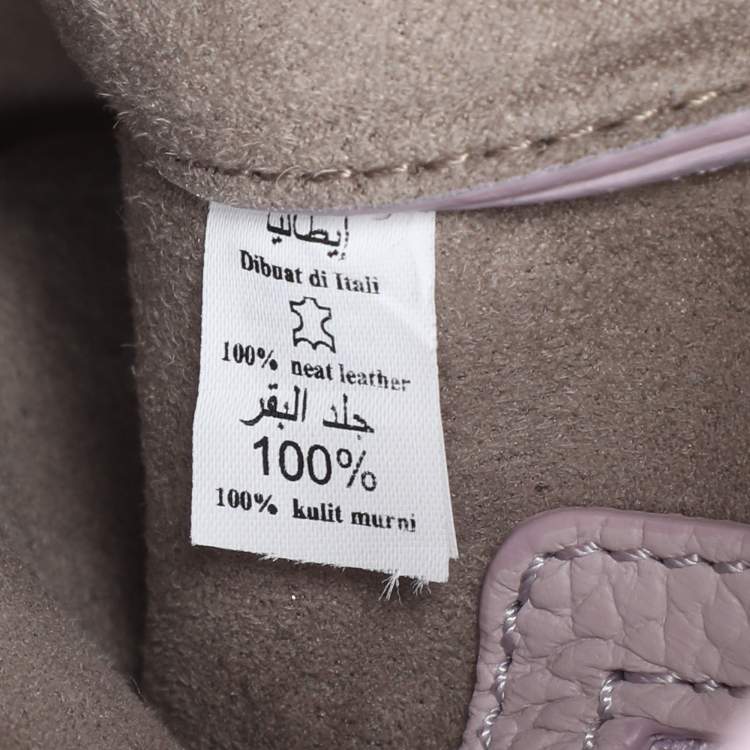 إيطاليا
Dibuat di Itali
100% neat leather
جلد البقر
100%
100% kulit murni